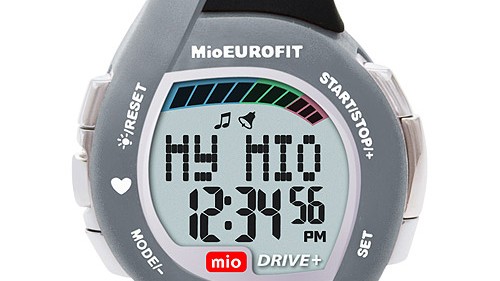 MioEUROFIT
/RESET
START/STOP/+
MY MIO
12:34 56
PM
MODE/-
SET
mio DRIVE+